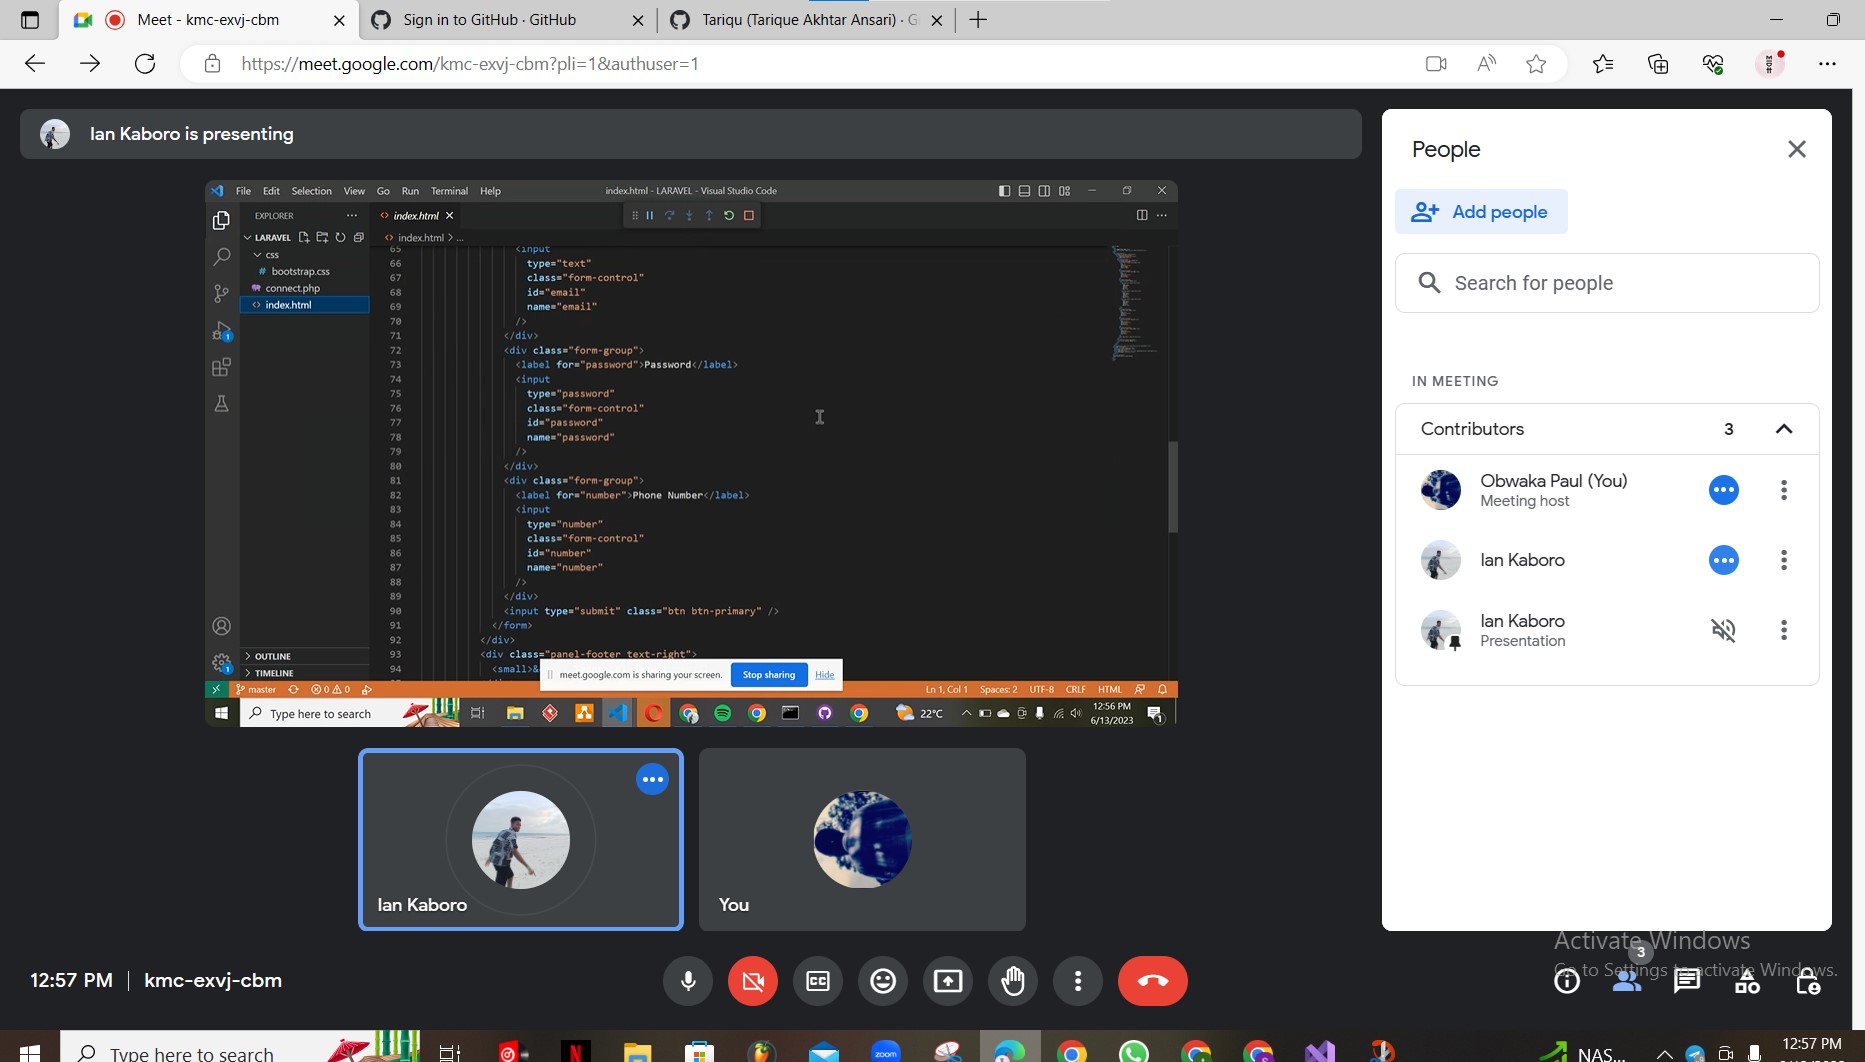 Meet - kmc-exvj-cbm
Sign in to GitHub · GitHub
Tariqu (Tarique Akhtar Ansari) · G
https://meet.google.com/kmc-exvj-cbm?pli=1&authuser=1
Ian Kaboro is presenting
File Edit Selection View Go Run Terminal Help
index.html - LARAVEL - Visual Studio Code
EXPLORER
index.html
LARAVEL
index.html > ...
css
bootstrap.css
connect.php
index.html
65 <input
66 type="text"
67 class="form-control"
68 id="email"
69 name="email"
70 />
71 </div>
72 <div class="form-group">
73 <label for="password">Password</label>
74 <input
75 type="password"
76 class="form-control"
77 id="password"
78 name="password"
79 />
80 </div>
81 <div class="form-group">
82 <label for="number">Phone Number</label>
83 <input
84 type="number"
85 class="form-control"
86 id="number"
87 name="number"
88 />
89 </div>
90 <input type="submit" class="btn btn-primary" />
91 </form>
92 </div>
93 <div class="panel-footer text-right">
94 <small>&
OUTLINE
TIMELINE
meet.google.com is sharing your screen.
Stop sharing
Hide
master
0 0
Ln 1, Col 1 Spaces: 2 UTF-8 CRLF HTML
Type here to search
22°C
12:56 PM
6/13/2023
1
Ian Kaboro
You
People
Add people
Search for people
IN MEETING
Contributors 3
Obwaka Paul (You)
Meeting host
Ian Kaboro
Ian Kaboro
Presentation
Activate Windows
Go to Settings to activate Windows.
12:57 PM | kmc-exvj-cbm
3
Type here to search
zoom
NAS...
12:57 PM